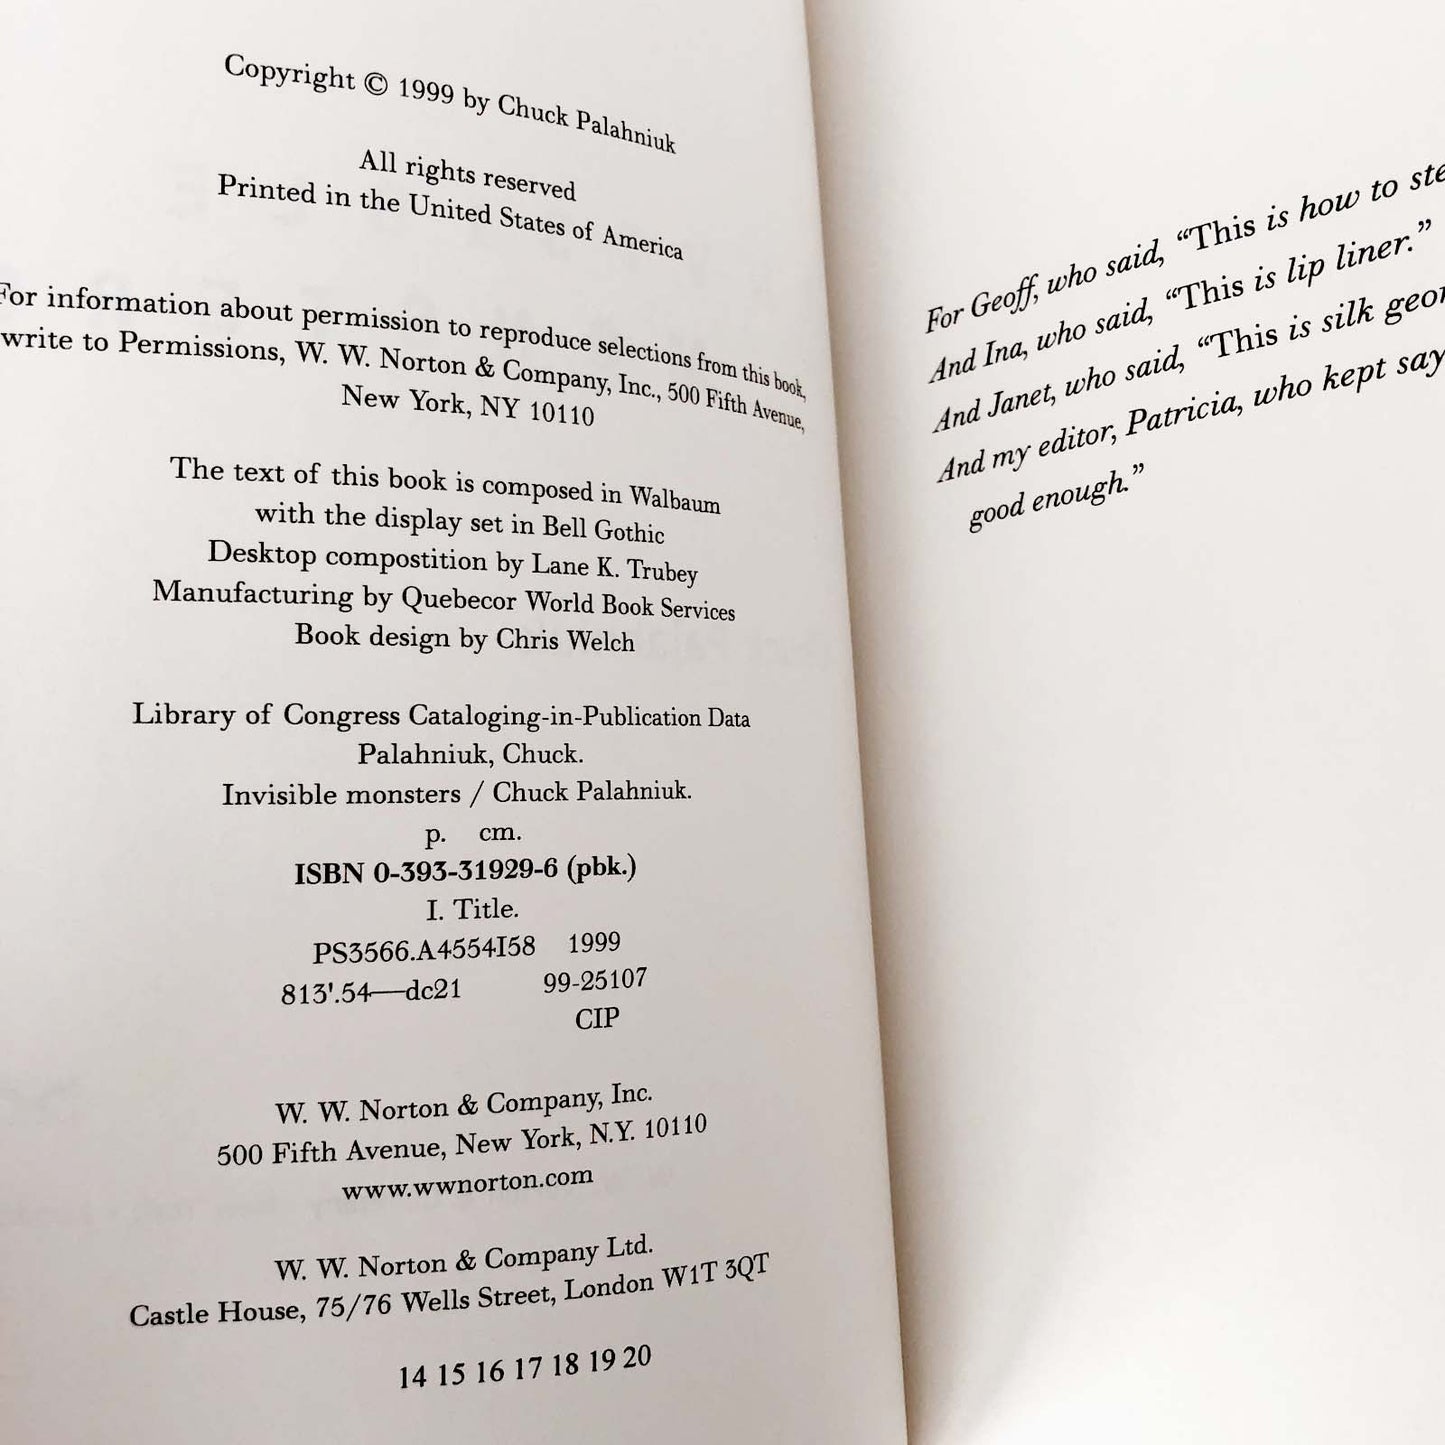 Copyright © 1999 by Chuck Palahniuk
All rights reserved
Printed in the United States of America
For information about permission to reproduce selections from this book,
write to Permissions, W. W. Norton & Company, Inc., 500 Fifth Avenue,
New York, NY 10110
The text of this book is composed in Walbaum
with the display set in Bell Gothic
Desktop compostition by Lane K. Trubey
Manufacturing by Quebecor World Book Services
Book design by Chris Welch
Library of Congress Cataloging-in-Publication Data
Palahniuk, Chuck.
Invisible monsters / Chuck Palahniuk.
p. cm.
ISBN 0-393-31929-6 (pbk.)
I. Title.
PS3566.A4554I58 1999
813'.54—dc21 99-25107
CIP
W. W. Norton & Company, Inc.
500 Fifth Avenue, New York, N.Y. 10110
www.wwnorton.com
W. W. Norton & Company Ltd.
Castle House, 75/76 Wells Street, London W1T 3QT
14 15 16 17 18 19 20
For Geoff, who said, “This is how to
And Ina, who said, “This is lip liner.”
And Janet, who said, “This is silk
And my editor, Patricia, who kept
good enough.”